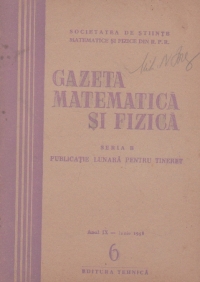 SOCIETATEA DE ȘTIINȚE
MATEMATICE ȘI FIZICE DIN R.P.R.
GAZETA
MATEMATICĂ
ȘI FIZICĂ
SERIA B
PUBLICAȚIE LUNARĂ PENTRU TINERET
6
EDITURA TEHNICĂ